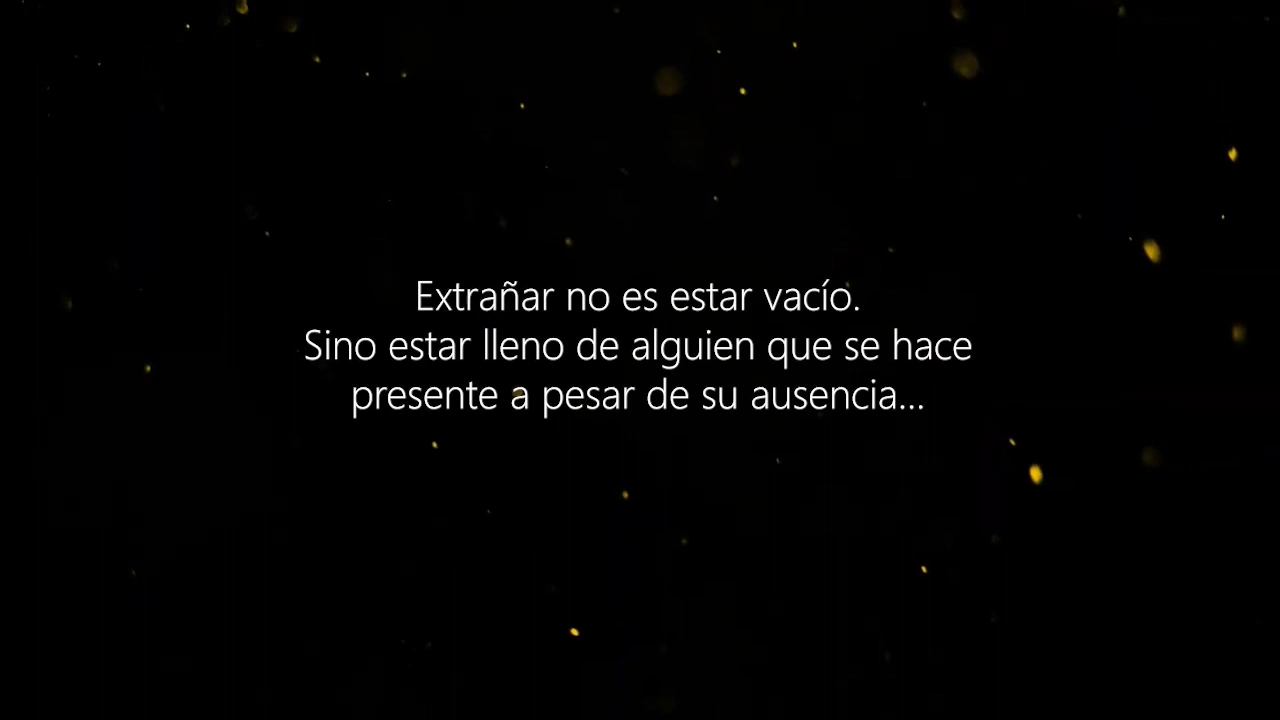 Extrañar no es estar vacío.
Sino estar lleno de alguien que se hace
presente a pesar de su ausencia...